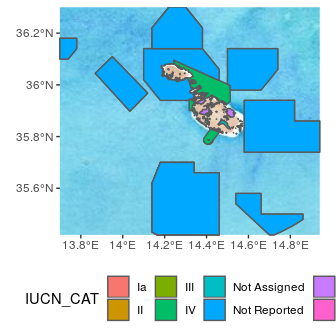 36.2°N
36°N
35.8°N
35.6°N
13.8°E 14°E 14.2°E 14.4°E 14.6°E 14.8°E
IUCN_CAT
Ia III Not Assigned
II IV Not Reported